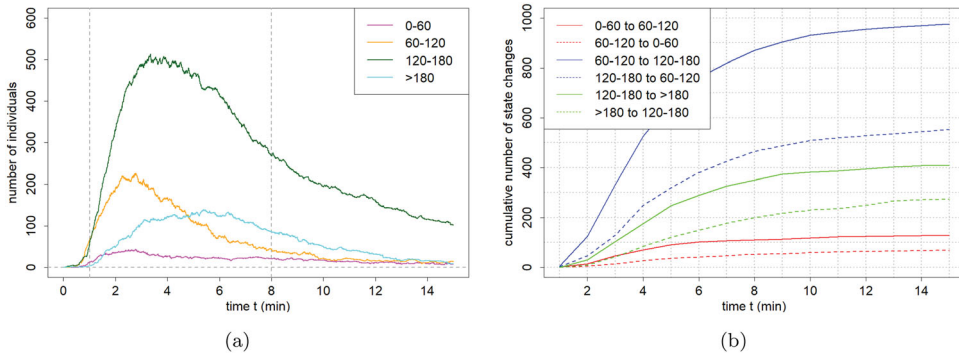 0-60
60-120
120-180
>180
number of individuals
0 100 200 300 400 500 600
0 2 4 6 8 10 12 14
time t (min)
(a)
0-60 to 60-120
60-120 to 0-60
60-120 to 120-180
120-180 to 60-120
120-180 to >180
>180 to 120-180
cumulative number of state changes
0 200 400 600 800 1000
2 4 6 8 10 12 14
time t (min)
(b)